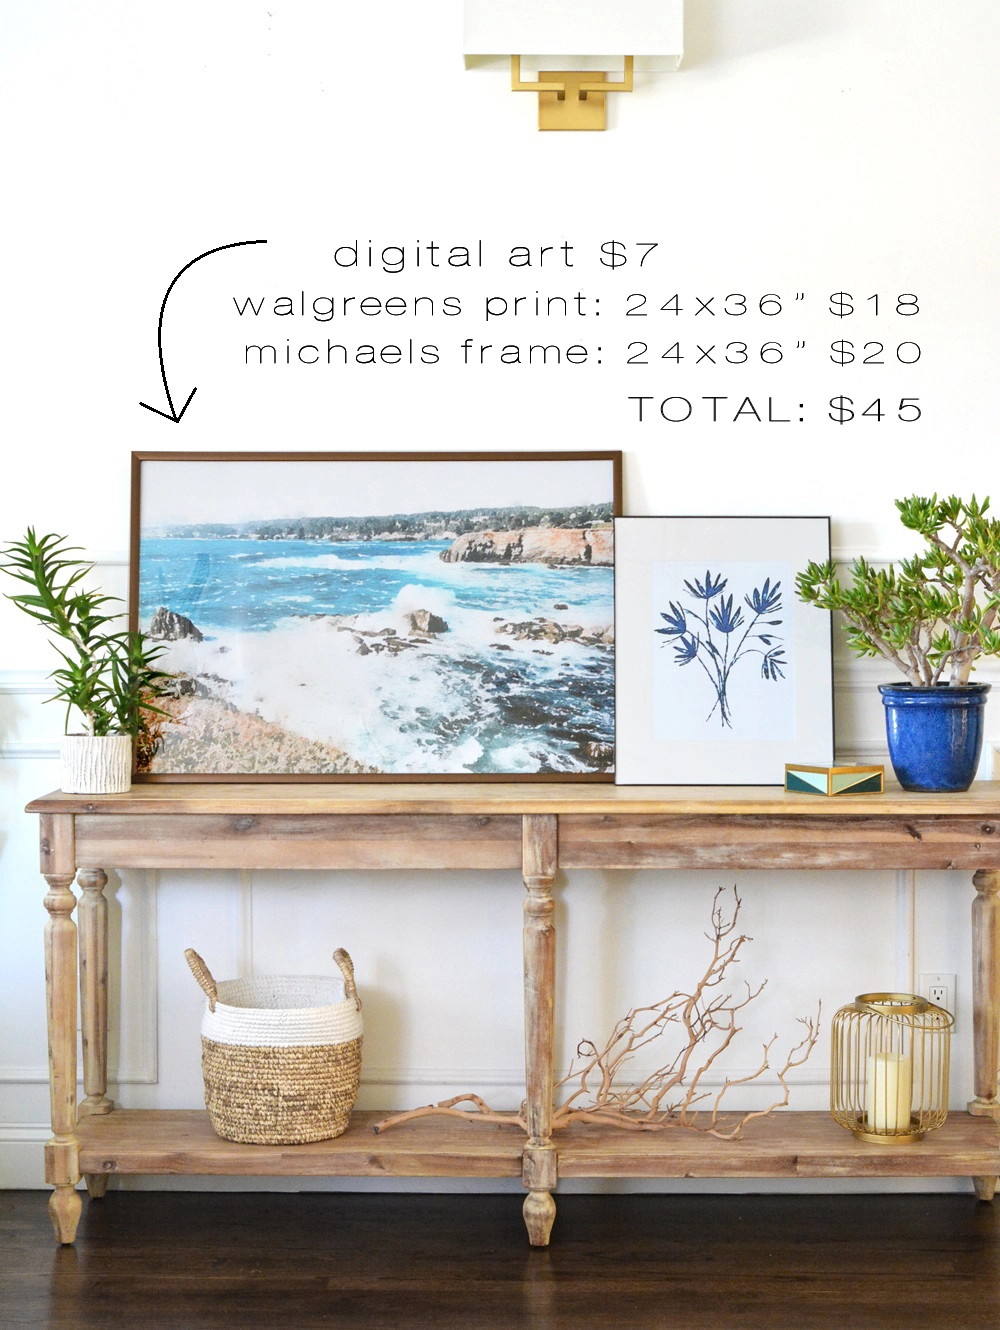 digital art $7
walgreens print: 24x36” $18
michaels frame: 24x36” $20
TOTAL: $45